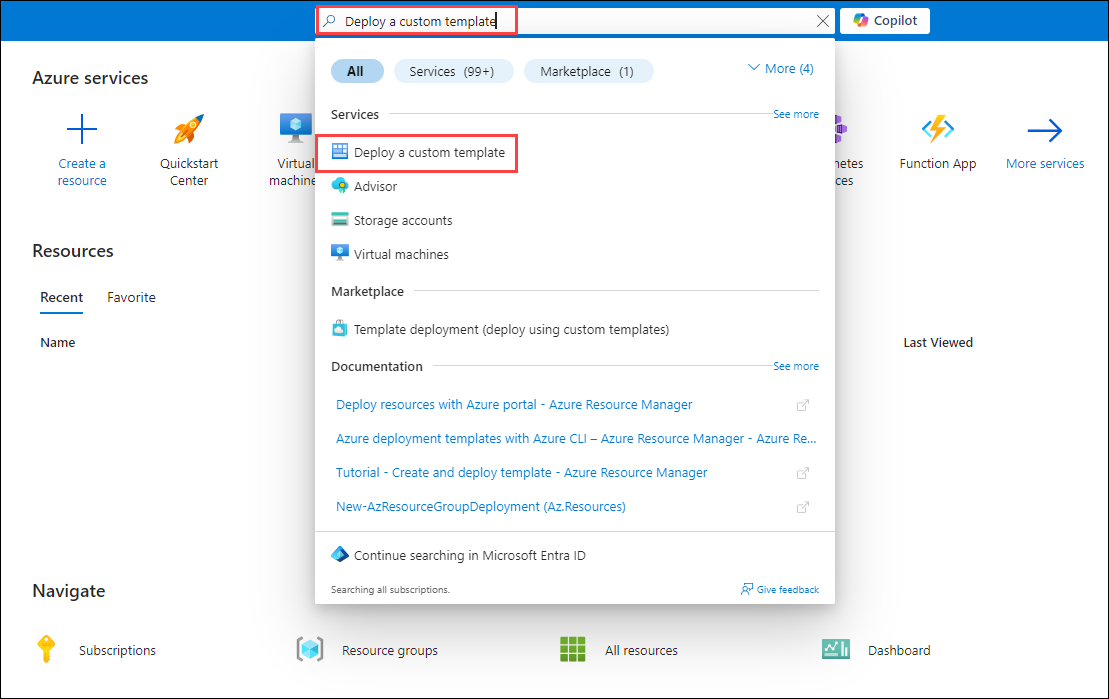 Deploy a custom template
Copilot
All
Services (99+)
Marketplace (1)
More (4)
Azure services
Services
See more
Create a
resource
Quickstart
Center
Virtual
machine
Deploy a custom template
Advisor
Storage accounts
Virtual machines
Function App
More services
Marketplace
Template deployment (deploy using custom templates)
Documentation
See more
Deploy resources with Azure portal - Azure Resource Manager
Azure deployment templates with Azure CLI – Azure Resource Manager - Azure Re...
Tutorial - Create and deploy template - Azure Resource Manager
New-AzResourceGroupDeployment (Az.Resources)
Continue searching in Microsoft Entra ID
Searching all subscriptions.
Give feedback
Resources
Recent
Favorite
Name
Last Viewed
Navigate
Subscriptions
Resource groups
All resources
Dashboard